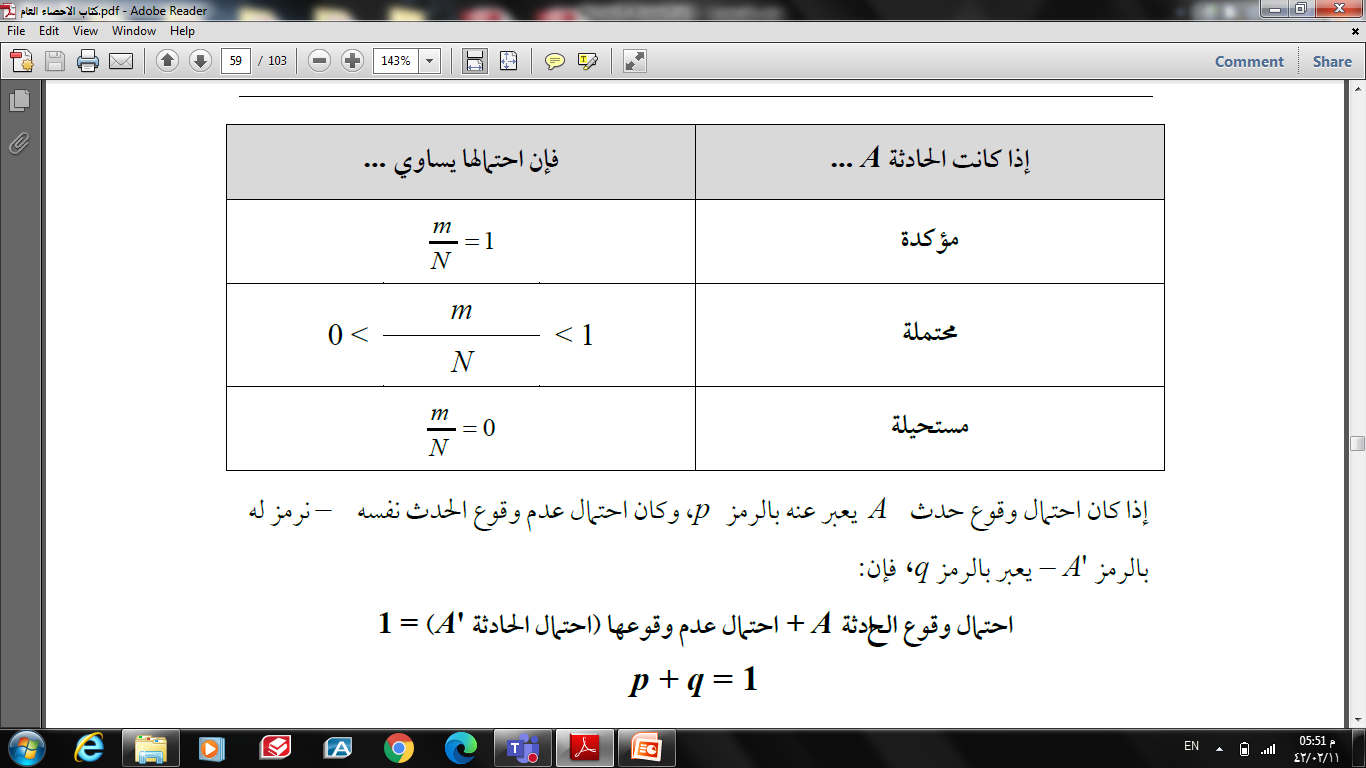 كتاب الاحصاء العام.pdf - Adobe Reader
File Edit View Window Help
59 / 103 143% Comment Share
إذا كانت الحادثة A ... فإن احتمالها يساوي ...
مؤكدة m/N = 1
محتملة 0 < m/N < 1
مستحيلة m/N = 0
إذا كان احتمال وقوع حدث A يعبر عنه بالرمز p، وكان احتمال عدم وقوع الحدث نفسه – نرمز له
بالرمز A' – يعبر بالرمز q، فإن:
احتمال وقوع الحادثة A + احتمال عدم وقوعها (احتمال الحادثة A') = 1
p + q = 1
EN 05:51 م
٤٢/٠٢/١١